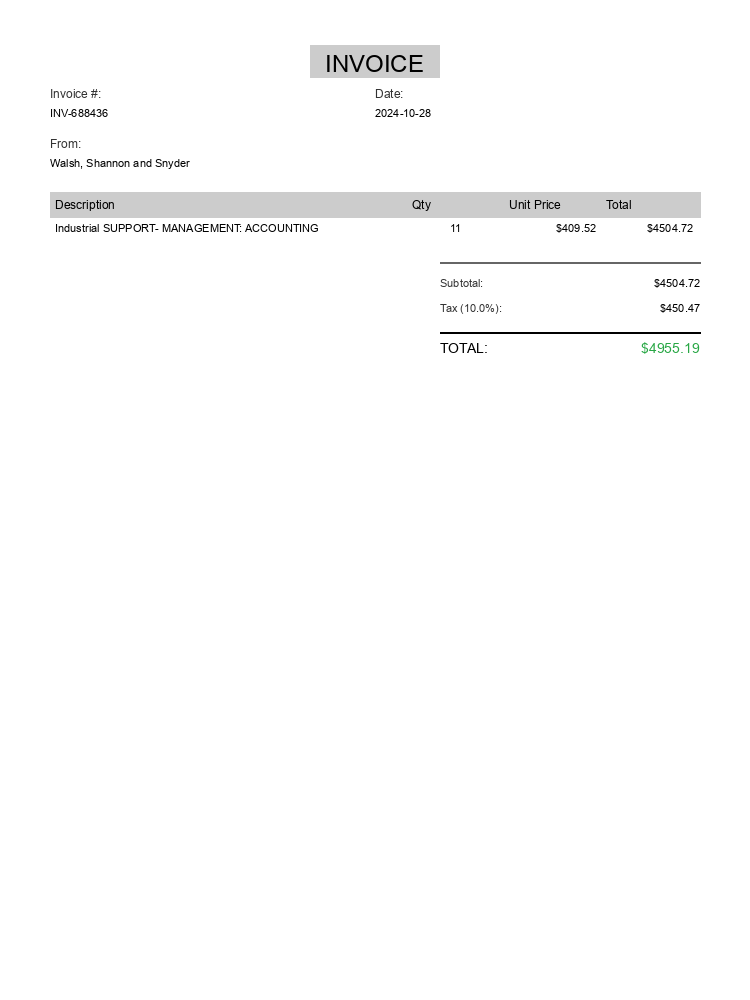 INVOICE
Invoice #: Date:
INV-688436 2024-10-28
From:
Walsh, Shannon and Snyder
Description Qty Unit Price Total
Industrial SUPPORT- MANAGEMENT: ACCOUNTING 11 $409.52 $4504.72
Subtotal: $4504.72
Tax (10.0%): $450.47
TOTAL: $4955.19